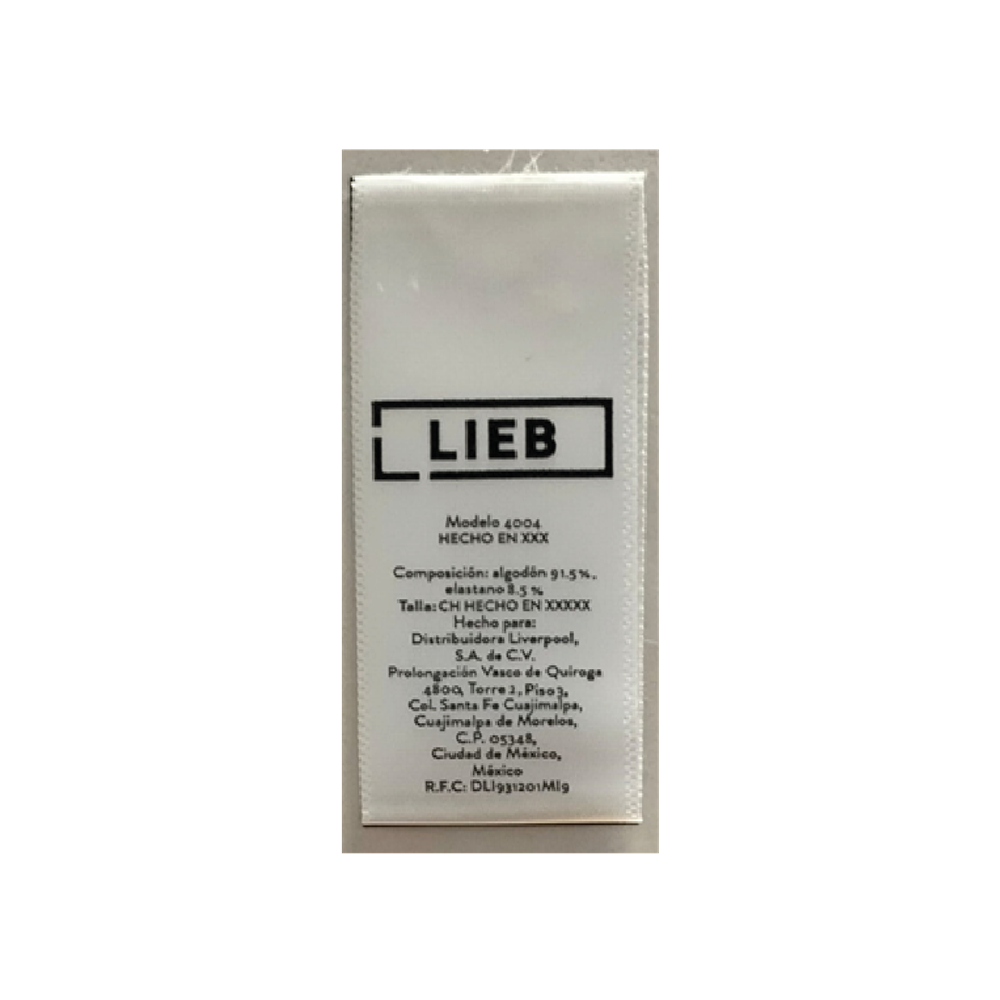 LIEB
Modelo 4004
HECHO EN XXX
Composición: algodón 91.5%,
elastano 8.5 %
Talla: CH HECHO EN XXXXX
Hecho para:
Distribuidora Liverpool,
S.A. de C.V.
Prolongación Vasco de Quiroga
4800, Torre 2, Piso 3,
Col. Santa Fe Cuajimalpa,
Cuajimalpa de Morelos,
C.P. 05348,
Ciudad de México,
México
R.F.C: DLI931201MI9